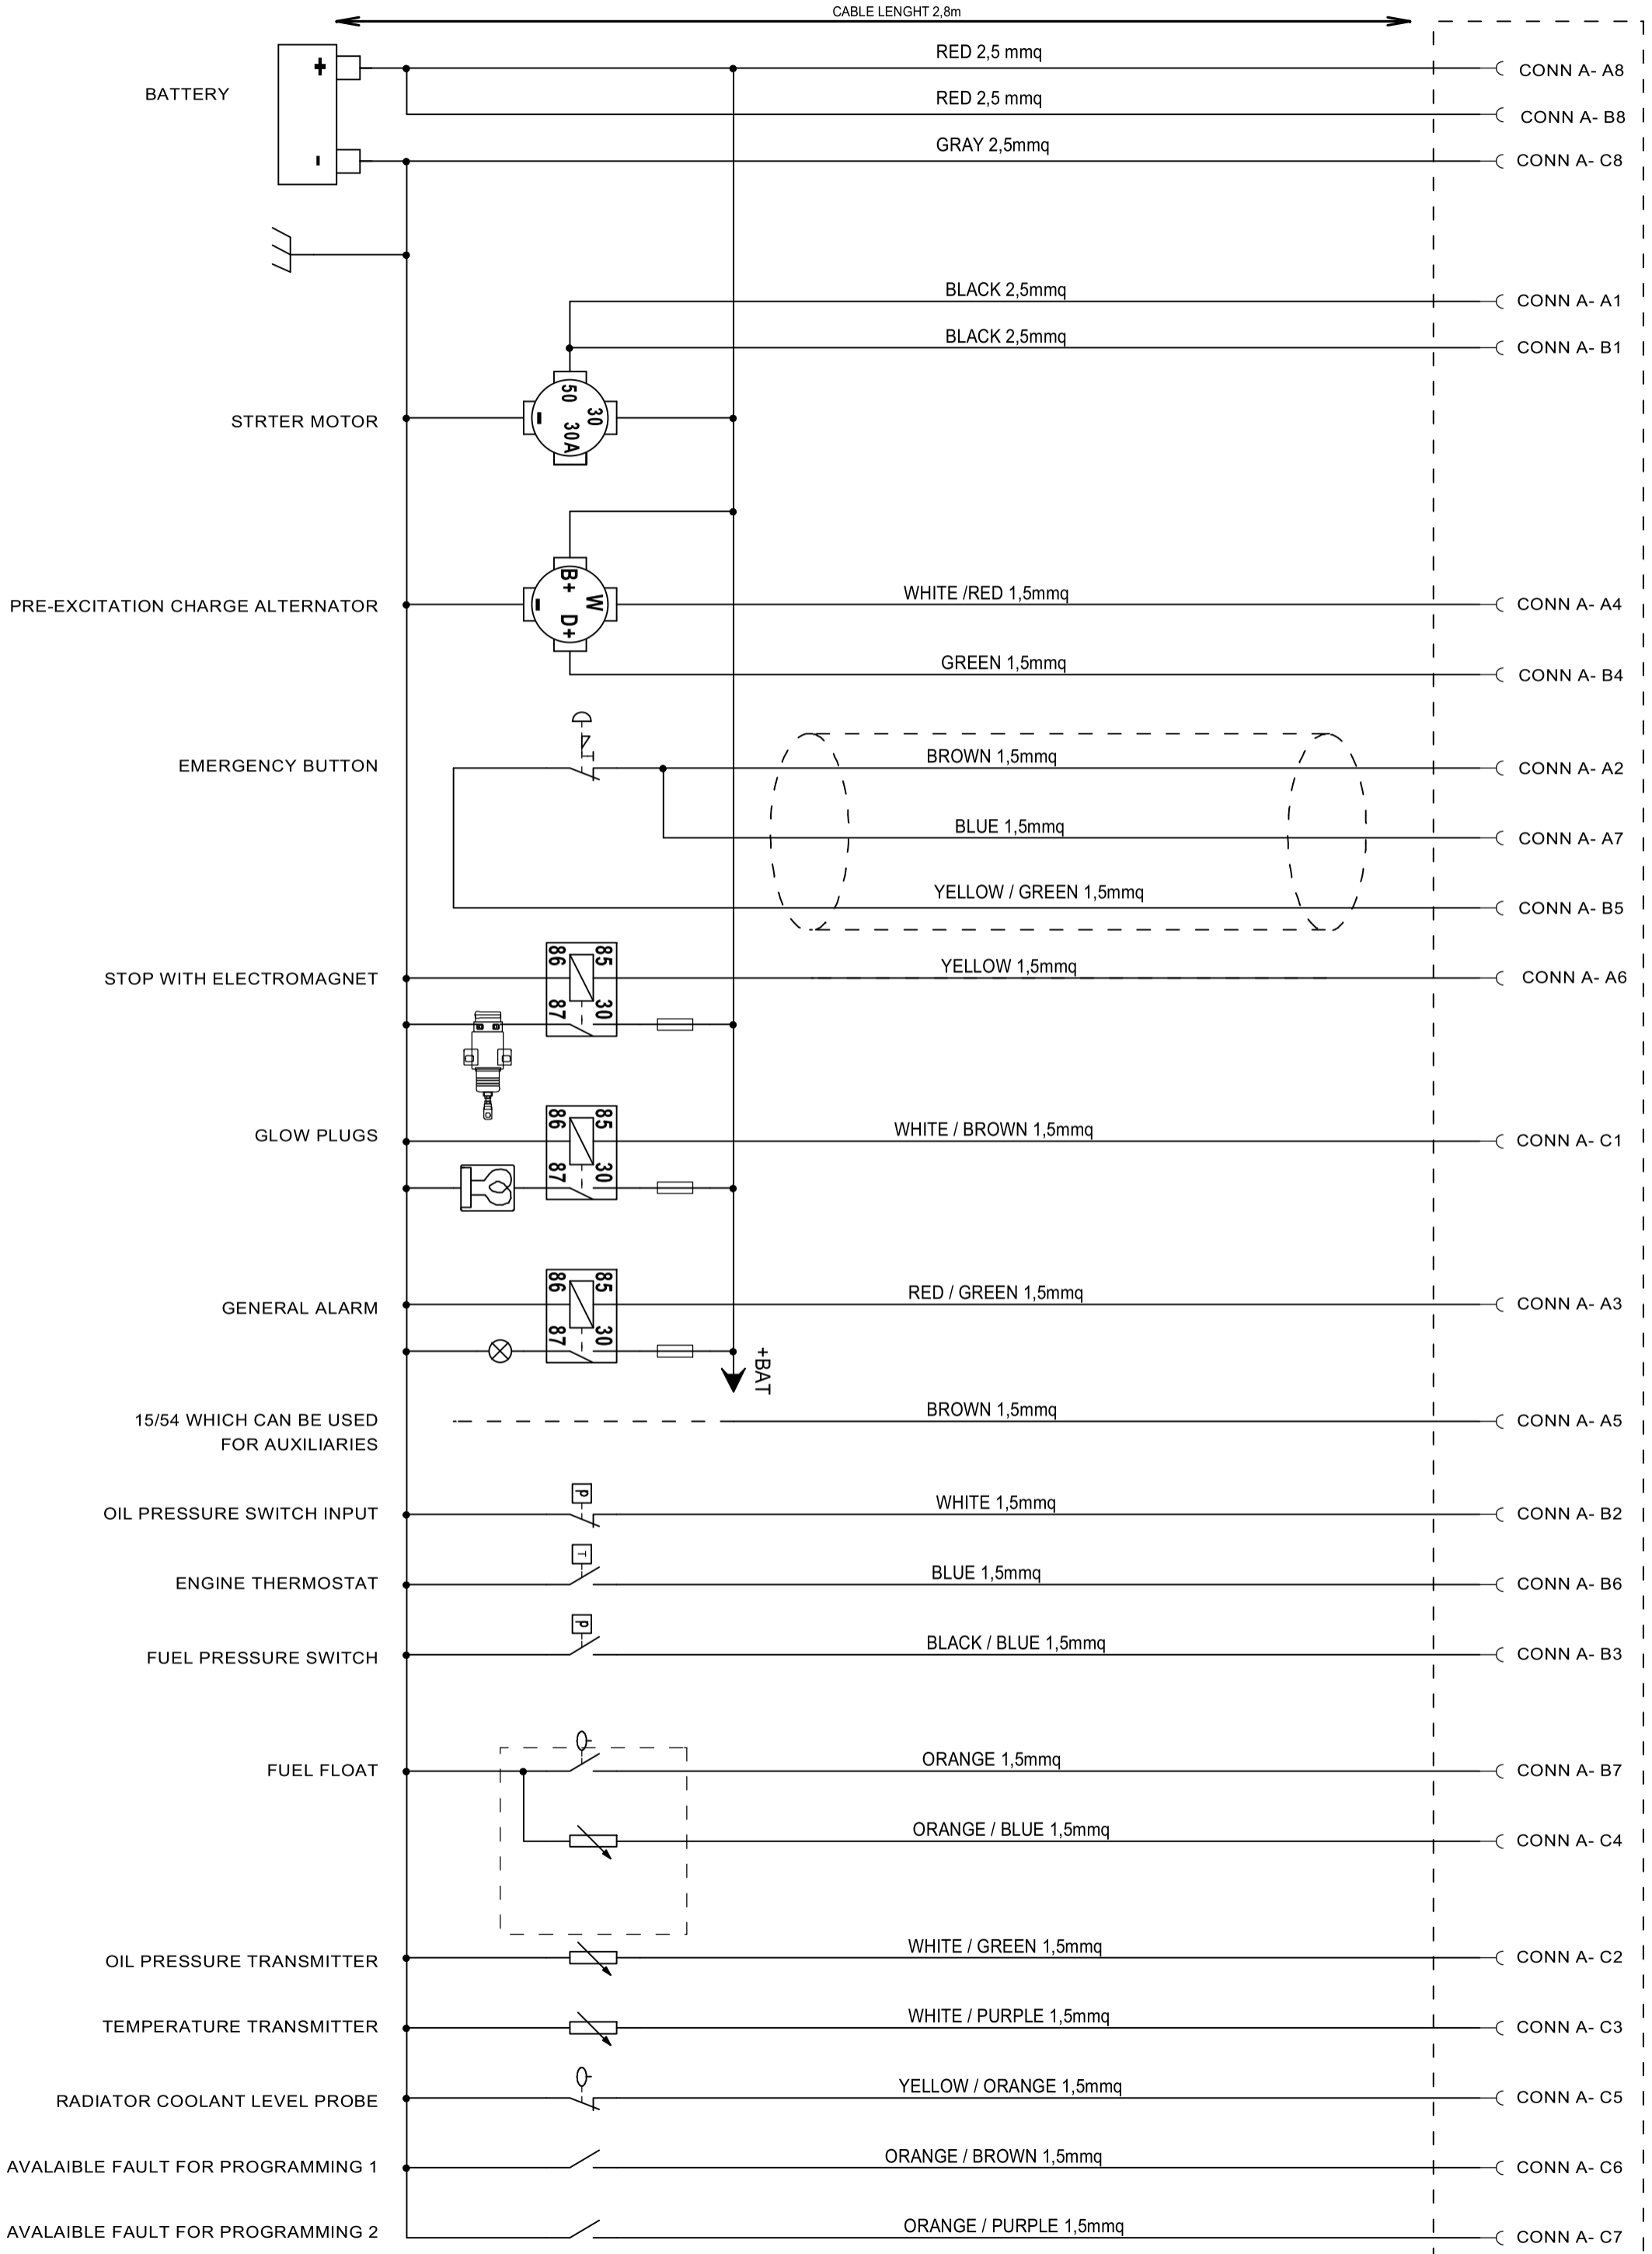 CABLE LENGHT 2,8m
BATTERY
+
-
RED 2,5 mmq
CONN A- A8
RED 2,5 mmq
CONN A- B8
GRAY 2,5mmq
CONN A- C8
BLACK 2,5mmq
CONN A- A1
BLACK 2,5mmq
CONN A- B1
STRTER MOTOR
50
30
30A
-
PRE-EXCITATION CHARGE ALTERNATOR
B+
W
D+
-
WHITE /RED 1,5mmq
CONN A- A4
GREEN 1,5mmq
CONN A- B4
EMERGENCY BUTTON
BROWN 1,5mmq
CONN A- A2
BLUE 1,5mmq
CONN A- A7
YELLOW / GREEN 1,5mmq
CONN A- B5
STOP WITH ELECTROMAGNET
86
85
87
30
YELLOW 1,5mmq
CONN A- A6
GLOW PLUGS
86
85
87
30
WHITE / BROWN 1,5mmq
CONN A- C1
GENERAL ALARM
86
85
87
30
RED / GREEN 1,5mmq
CONN A- A3
+BAT
15/54 WHICH CAN BE USED
FOR AUXILIARIES
BROWN 1,5mmq
CONN A- A5
OIL PRESSURE SWITCH INPUT
P
WHITE 1,5mmq
CONN A- B2
ENGINE THERMOSTAT
T
BLUE 1,5mmq
CONN A- B6
FUEL PRESSURE SWITCH
P
BLACK / BLUE 1,5mmq
CONN A- B3
FUEL FLOAT
ORANGE 1,5mmq
CONN A- B7
ORANGE / BLUE 1,5mmq
CONN A- C4
OIL PRESSURE TRANSMITTER
WHITE / GREEN 1,5mmq
CONN A- C2
TEMPERATURE TRANSMITTER
WHITE / PURPLE 1,5mmq
CONN A- C3
RADIATOR COOLANT LEVEL PROBE
YELLOW / ORANGE 1,5mmq
CONN A- C5
AVALAIBLE FAULT FOR PROGRAMMING 1
ORANGE / BROWN 1,5mmq
CONN A- C6
AVALAIBLE FAULT FOR PROGRAMMING 2
ORANGE / PURPLE 1,5mmq
CONN A- C7